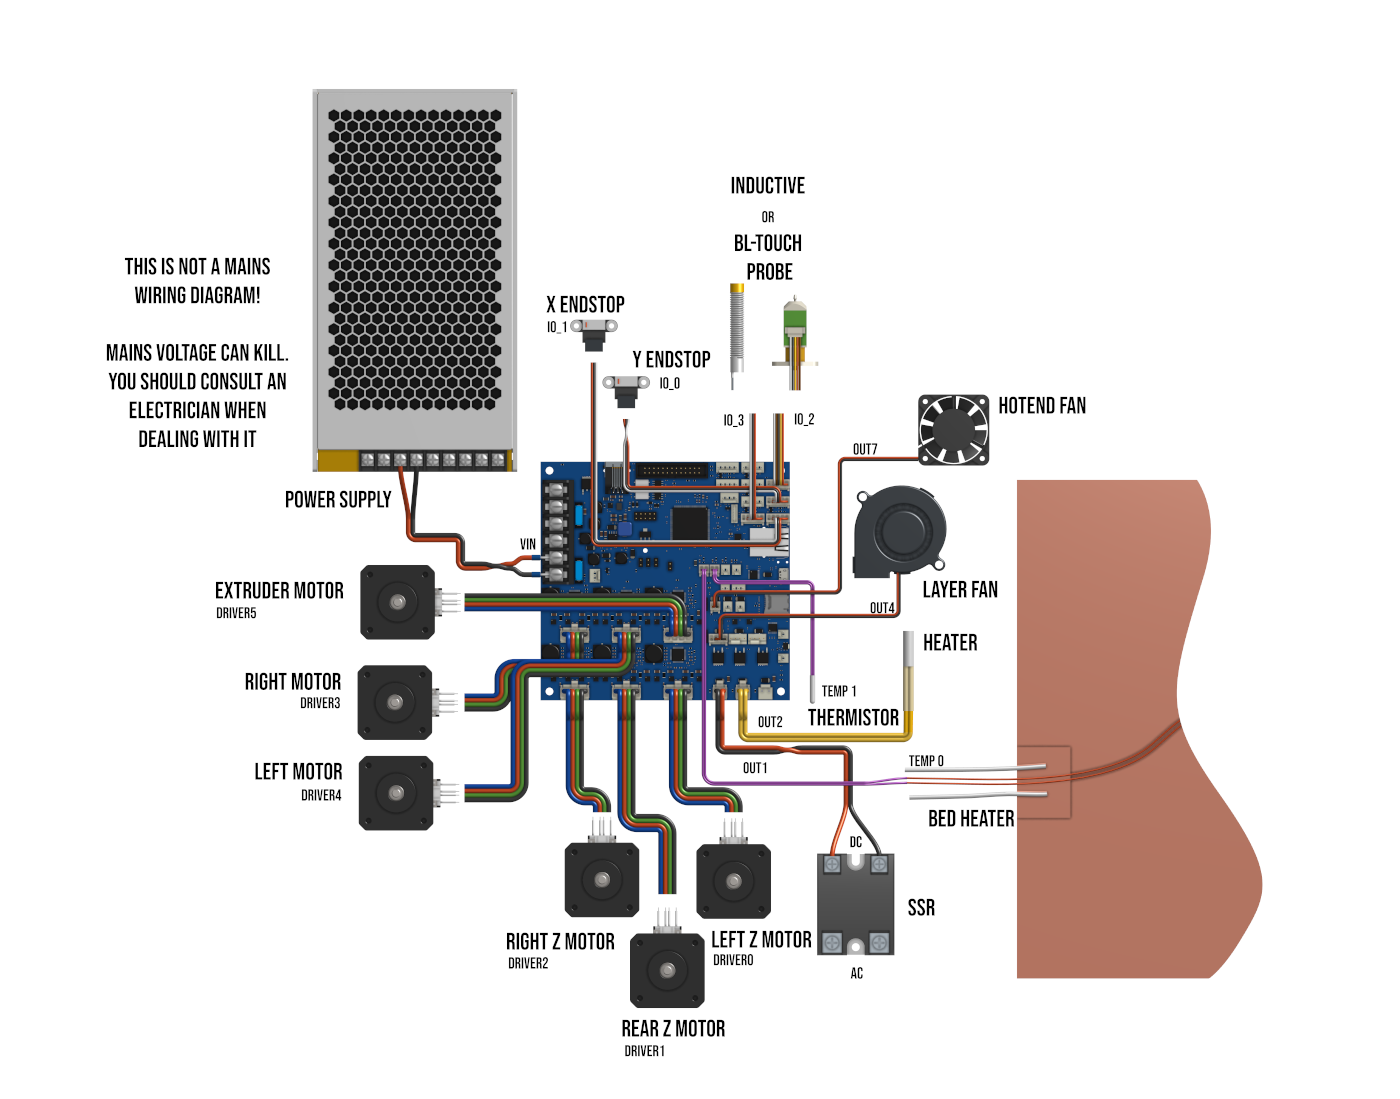 INDUCTIVE
OR
BL-TOUCH
PROBE
THIS IS NOT A MAINS
WIRING DIAGRAM!
MAINS VOLTAGE CAN KILL.
YOU SHOULD CONSULT AN
ELECTRICIAN WHEN
DEALING WITH IT
X ENDSTOP
IO_1
Y ENDSTOP
IO_0
IO_3
IO_2
HOTEND FAN
OUT7
POWER SUPPLY
VIN
EXTRUDER MOTOR
DRIVER5
LAYER FAN
OUT4
HEATER
RIGHT MOTOR
DRIVER3
TEMP 1
THERMISTOR
OUT2
LEFT MOTOR
DRIVER4
OUT1
TEMP 0
BED HEATER
DC
SSR
AC
RIGHT Z MOTOR
DRIVER2
LEFT Z MOTOR
DRIVER0
REAR Z MOTOR
DRIVER1